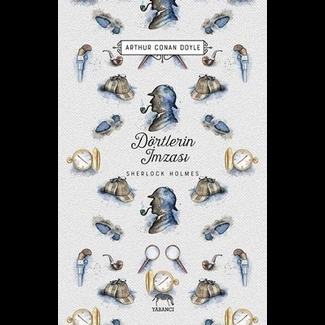 ARTHUR CONAN DOYLE
Dörtlerin
İmzası
SHERLOCK HOLMES
YABANCI